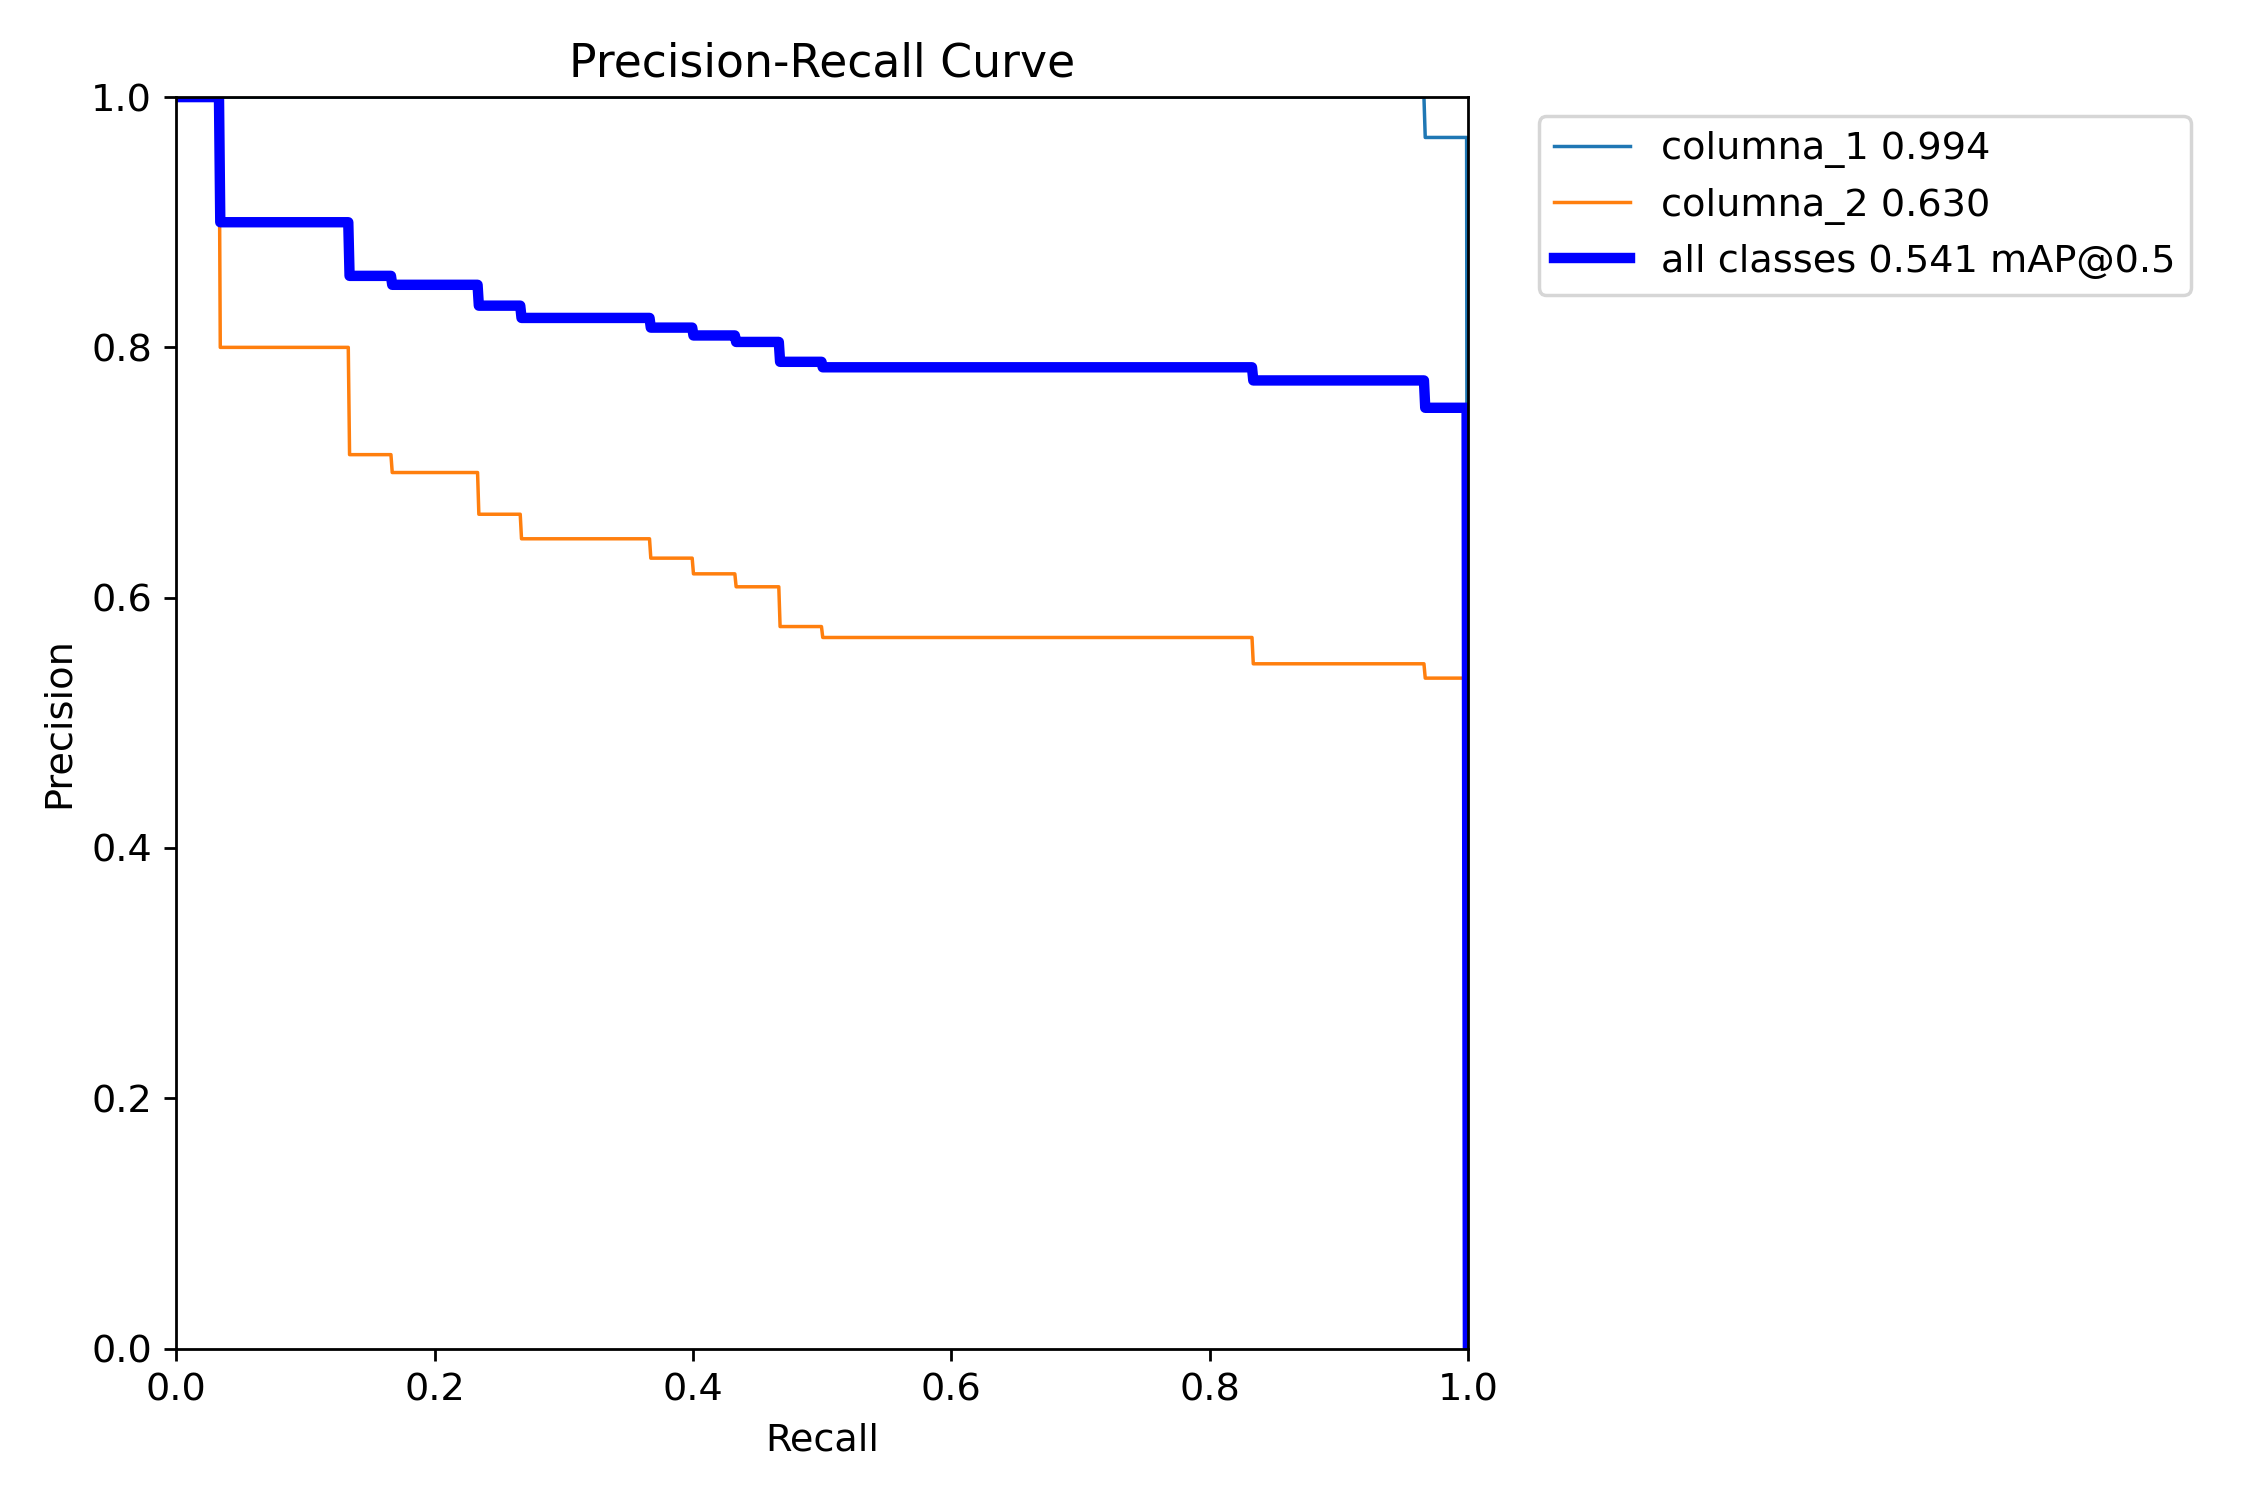 Precision-Recall Curve
1.0
0.8
0.6
0.4
0.2
0.0
Precision
0.0 0.2 0.4 0.6 0.8 1.0
Recall
columna_1 0.994
columna_2 0.630
all classes 0.541 mAP@0.5